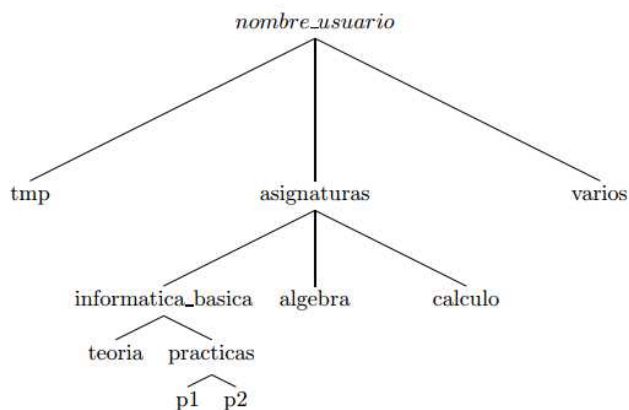 nombre_usuario
tmp asignaturas varios
informatica_basica algebra calculo
teoria practicas
p1 p2